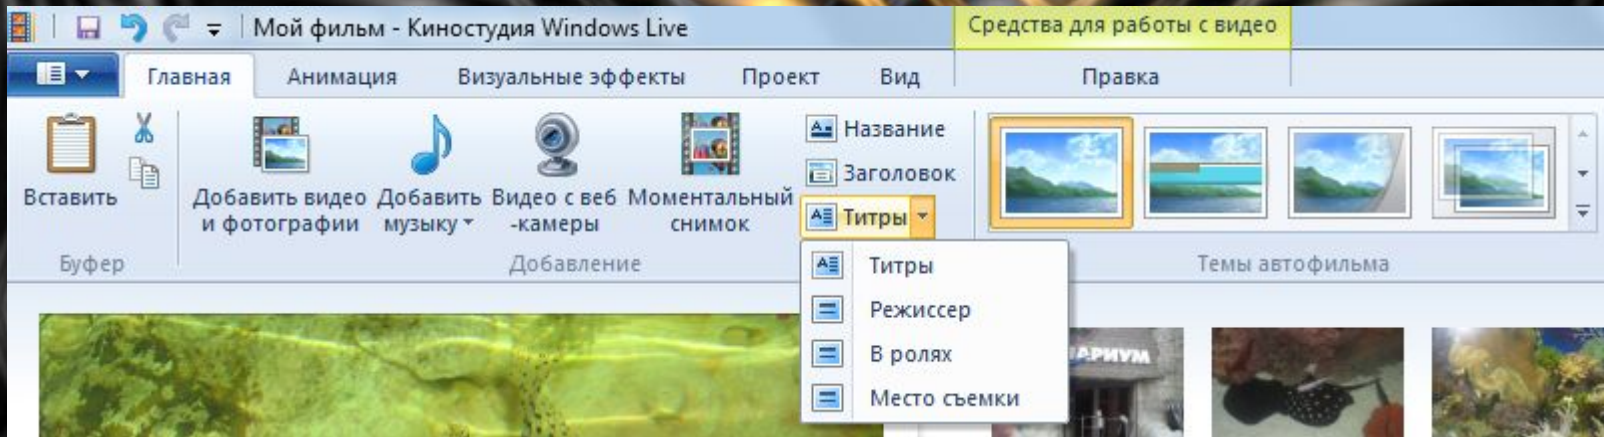 Мой фильм - Киностудия Windows Live
Средства для работы с видео
Главная
Анимация
Визуальные эффекты
Проект
Вид
Правка
Вставить
Добавить видео
и фотографии
Добавить
музыку
Видео с веб
-камеры
Моментальный
снимок
Название
Заголовок
Титры
Буфер
Добавление
Темы автофильма
Титры
Режиссер
В ролях
Место съемки
АРИУМ